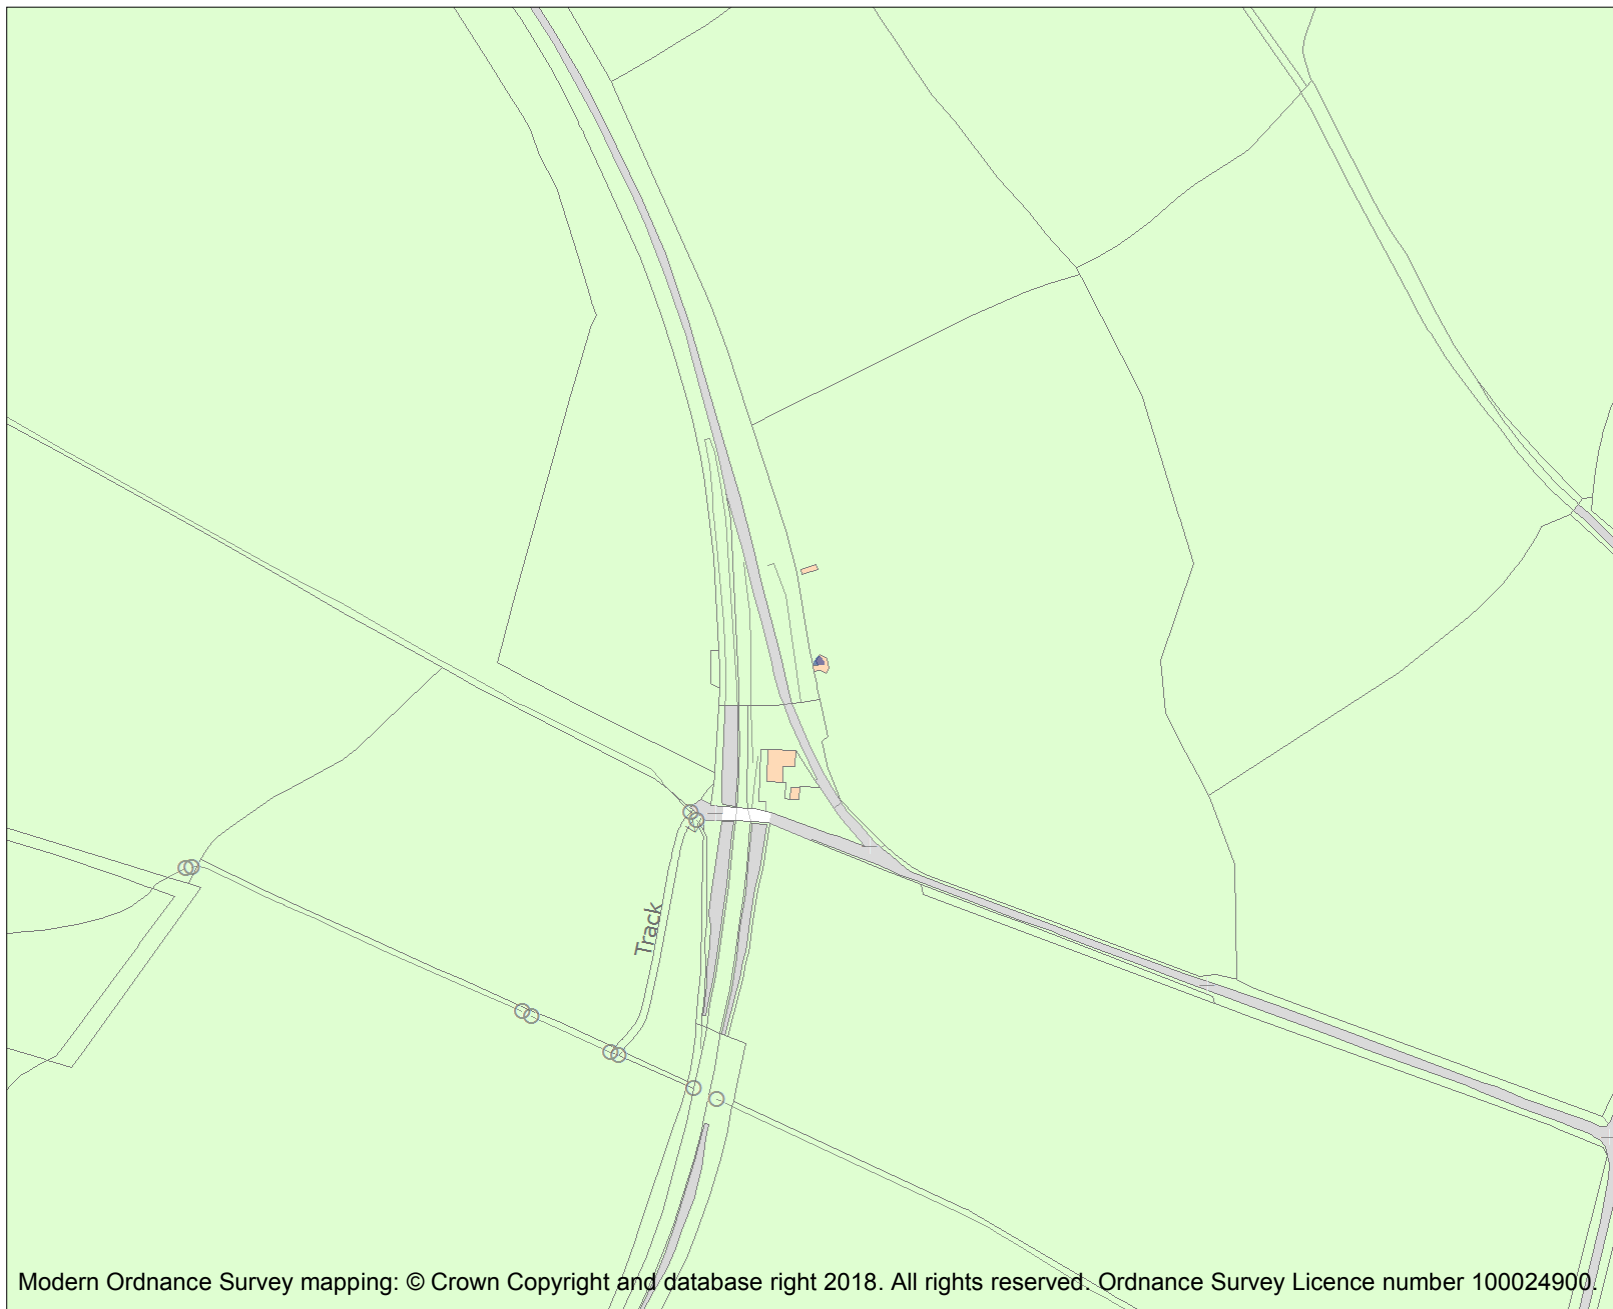 Track
Modern Ordnance Survey mapping: © Crown Copyright and database right 2018. All rights reserved. Ordnance Survey Licence number 100024900.